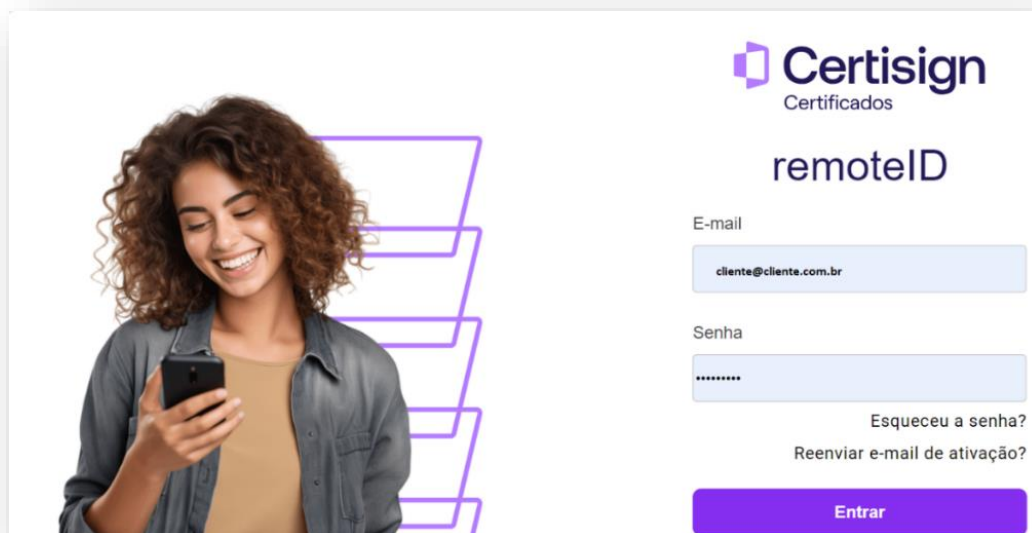 Certisign
Certificados
remoteID
E-mail
cliente@cliente.com.br
Senha
•••••••••
Esqueceu a senha?
Reenviar e-mail de ativação?
Entrar